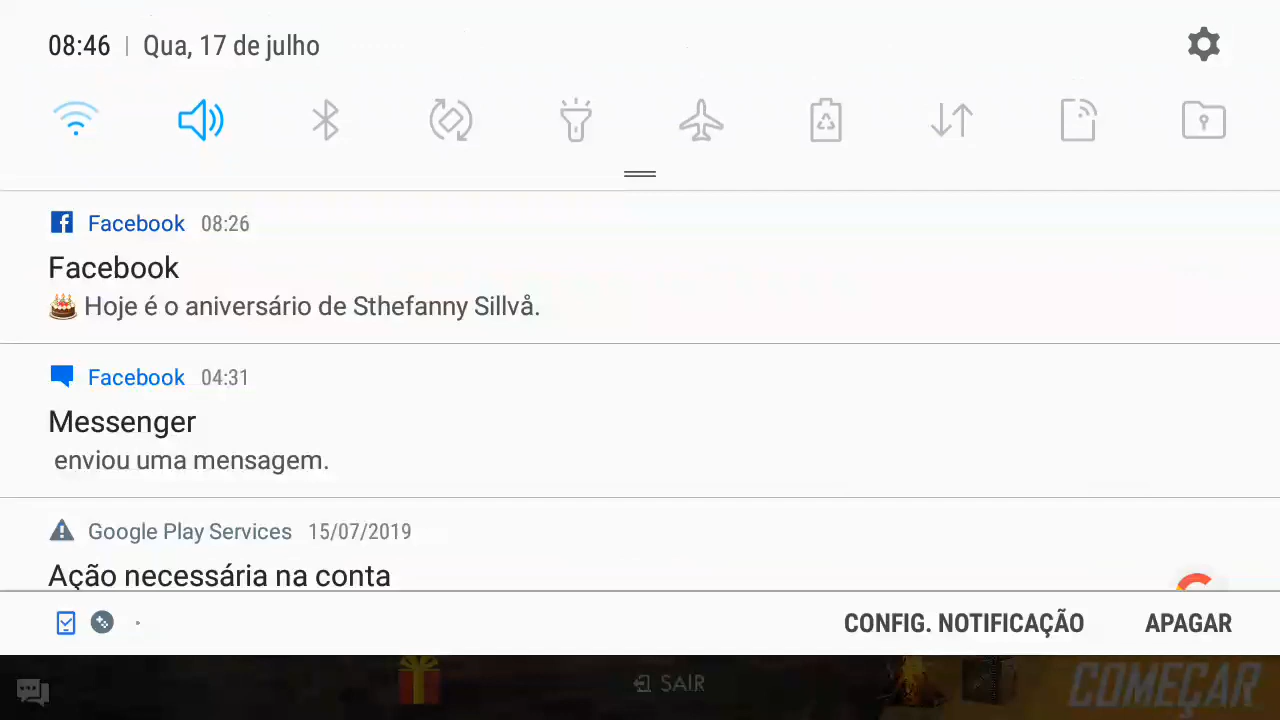 08:46 | Qua, 17 de julho
Facebook 08:26
Facebook
🎂 Hoje é o aniversário de Sthefanny Sillvå.
Facebook 04:31
Messenger
enviou uma mensagem.
Google Play Services 15/07/2019
Ação necessária na conta
CONFIG. NOTIFICAÇÃO APAGAR
SAIR COMEÇAR